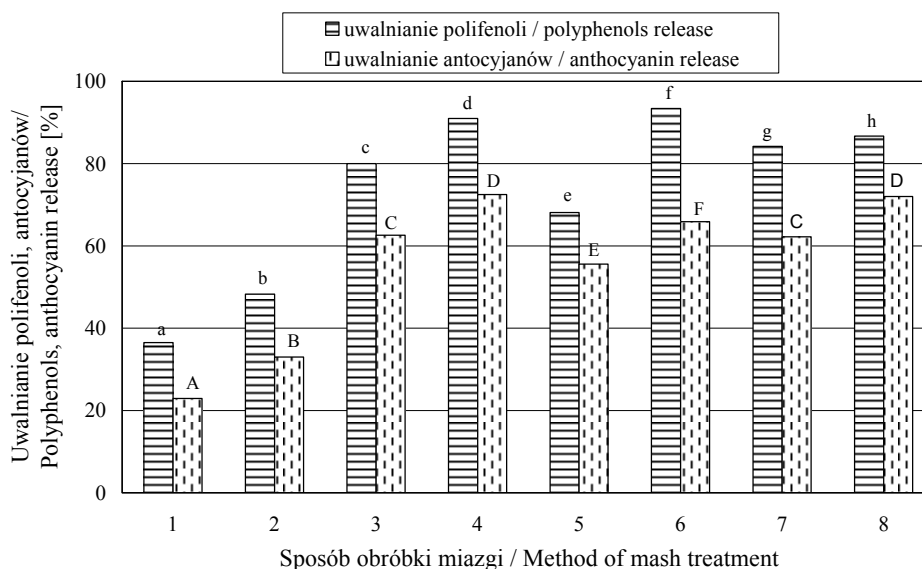 uwalnianie polifenoli / polyphenols release
uwalnianie antocyjanów / anthocyanin release
Uwalnianie polifenoli, antocyjanów/
Polyphenols, anthocyanin release [%]
100
80
60
40
20
0
a
A
b
B
c
C
d
D
e
E
f
F
g
C
h
D
1 2 3 4 5 6 7 8
Sposób obróbki miazgi / Method of mash treatment